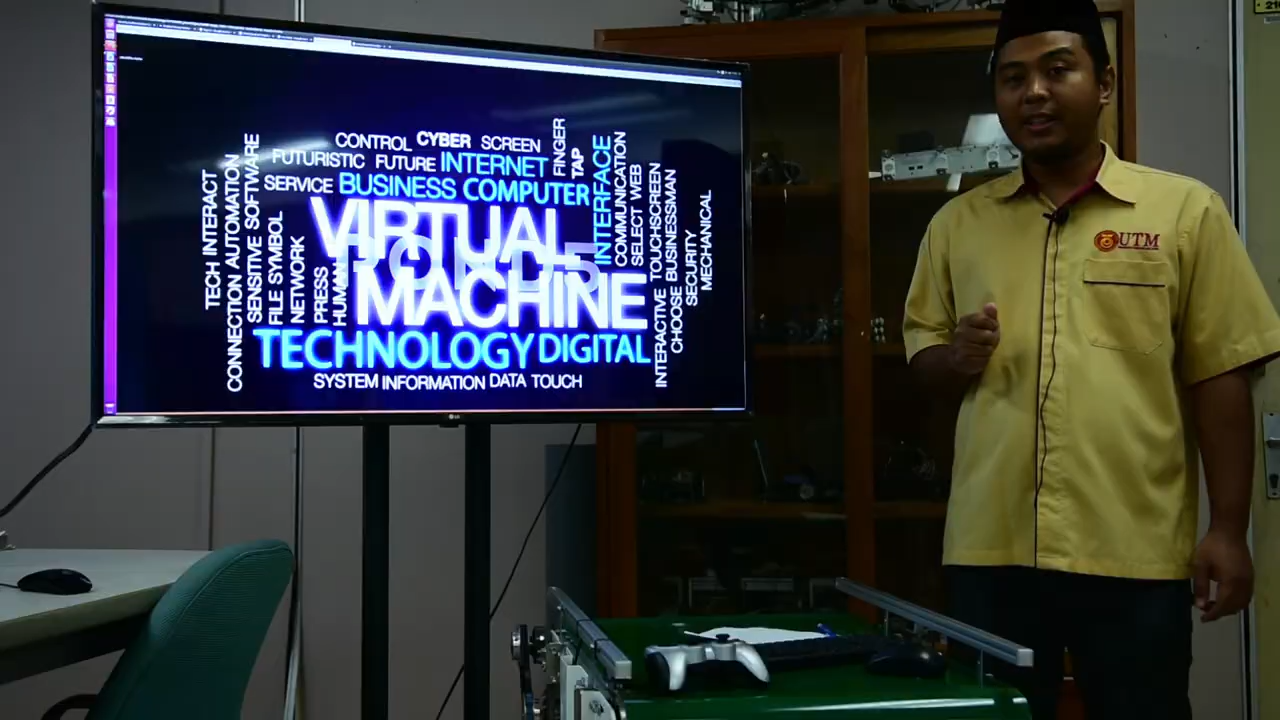 CONTROL CYBER SCREEN
FUTURISTIC FUTURE INTERNET
FINGER
TAP
SERVICE BUSINESS COMPUTER
INTERFACE
COMMUNICATION
SELECT WEB
TOUCHSCREEN
BUSINESSMAN
SECURITY
MECHANICAL
TECH INTERACT
CONNECTION AUTOMATION
SENSITIVE SOFTWARE
FILE SYMBOL
NETWORK
PRESS
HUMAN
VIRTUAL
MACHINE
INTERACTIVE
CHOOSE
TECHNOLOGY DIGITAL
SYSTEM INFORMATION DATA TOUCH
LG
UTM